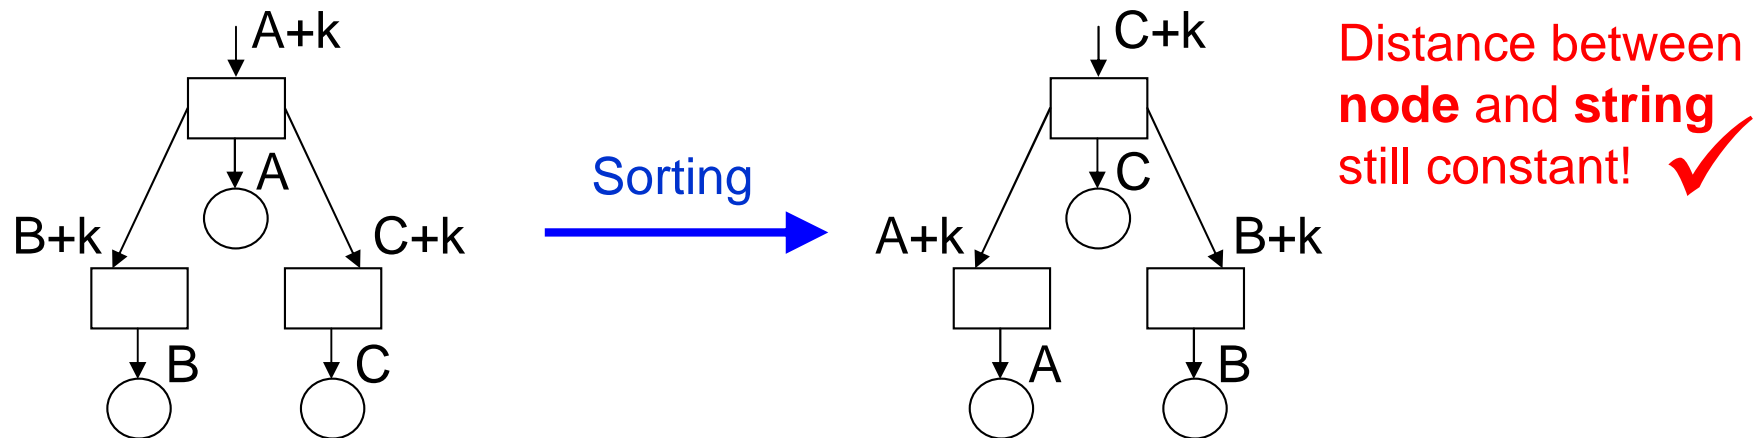 A+k
A
B+k
C+k
B
C
Sorting
C+k
C
A+k
B+k
A
B
Distance between
node and string
still constant!